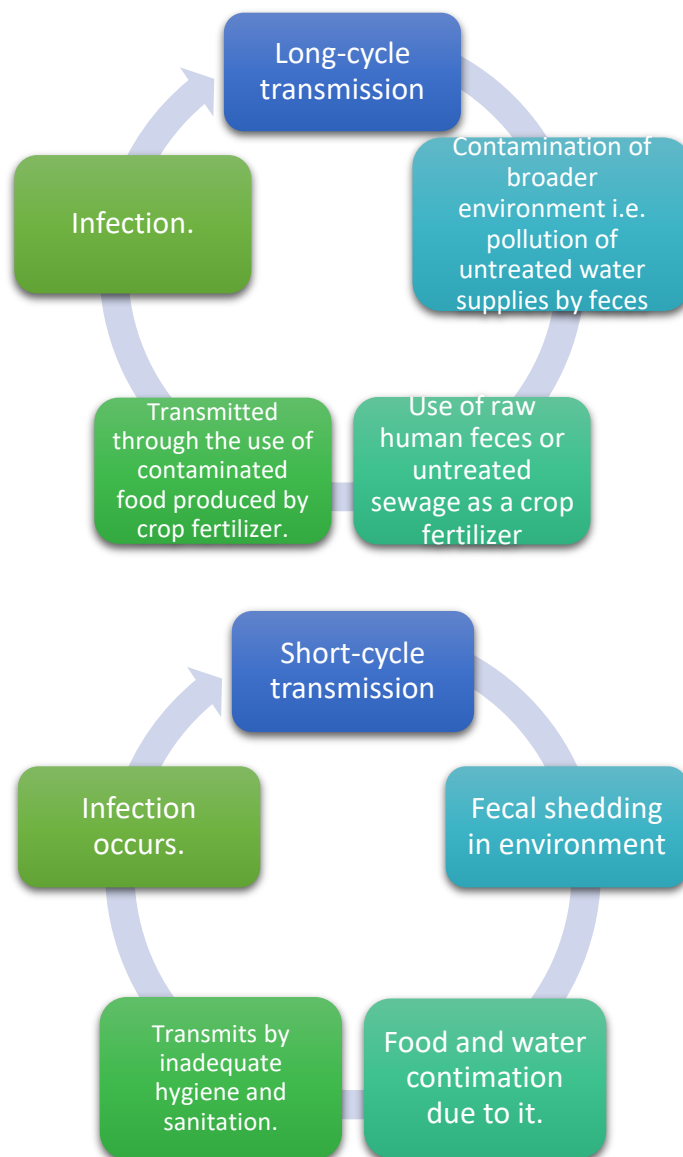 Long-cycle
transmission
Contamination of
broader
environment i.e.
pollution of
untreated water
supplies by feces
Use of raw
human feces or
untreated
sewage as a crop
fertilizer
Transmitted
through the use of
contaminated
food produced by
crop fertilizer.
Infection.
Short-cycle
transmission
Fecal shedding
in environment
Food and water
contimation
due to it.
Transmits by
inadequate
hygiene and
sanitation.
Infection
occurs.